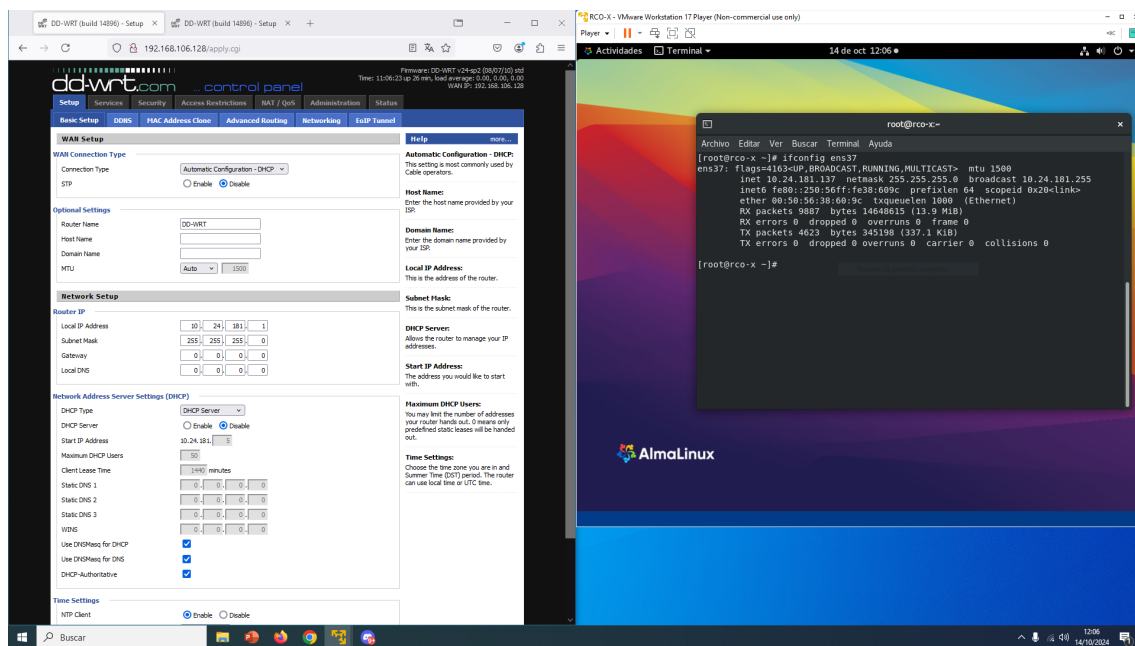 DD-WRT (build 14896) - Setup
DD-WRT (build 14896) - Setup
192.168.106.128/apply.cgi
dd-wrt.com ... control panel
Firmware: DD-WRT v24-sp2 (08/07/10) std
Time: 11:06:23 up 26 min, load average: 0.00, 0.00, 0.00
WAN IP: 192.168.106.128
Setup Services Security Access Restrictions NAT / QoS Administration Status
Basic Setup DDNS MAC Address Clone Advanced Routing Networking EoIP Tunnel
WAN Setup
WAN Connection Type
Connection Type Automatic Configuration - DHCP
STP Enable Disable
Optional Settings
Router Name DD-WRT
Host Name
Domain Name
MTU Auto 1500
Network Setup
Router IP
Local IP Address 10. 24. 181. 1
Subnet Mask 255. 255. 255. 0
Gateway 0. 0. 0. 0
Local DNS 0. 0. 0. 0
Network Address Server Settings (DHCP)
DHCP Type DHCP Server
DHCP Server Enable Disable
Start IP Address 10.24.181. 5
Maximum DHCP Users 50
Client Lease Time 1440 minutes
Static DNS 1 0. 0. 0. 0
Static DNS 2 0. 0. 0. 0
Static DNS 3 0. 0. 0. 0
WINS 0. 0. 0. 0
Use DNSMasq for DHCP
Use DNSMasq for DNS
DHCP-Authoritative
Time Settings
NTP Client Enable Disable
Help more...
Automatic Configuration - DHCP:
This setting is most commonly used by
Cable operators.
Host Name:
Enter the host name provided by your
ISP.
Domain Name:
Enter the domain name provided by
your ISP.
Local IP Address:
This is the address of the router.
Subnet Mask:
This is the subnet mask of the router.
DHCP Server:
Allows the router to manage your IP
addresses.
Start IP Address:
The address you would like to start
with.
Maximum DHCP Users:
You may limit the number of addresses
your router hands out. 0 means only
predefined static leases will be handed
out.
Time Settings:
Choose the time zone you are in and
Summer Time (DST) period. The router
can use local time or UTC time.
RCO-X - VMware Workstation 17 Player (Non-commercial use only)
Player
Actividades Terminal 14 de oct 12:06
root@rco-x:~
Archivo Editar Ver Buscar Terminal Ayuda
[root@rco-x ~]# ifconfig ens37
ens37: flags=4163<UP,BROADCAST,RUNNING,MULTICAST> mtu 1500
inet 10.24.181.137 netmask 255.255.255.0 broadcast 10.24.181.255
inet6 fe80::250:56ff:fe38:609c prefixlen 64 scopeid 0x20<link>
ether 00:50:56:38:60:9c txqueuelen 1000 (Ethernet)
RX packets 9887 bytes 14648615 (13.9 MiB)
RX errors 0 dropped 0 overruns 0 frame 0
TX packets 4623 bytes 345198 (337.1 KiB)
TX errors 0 dropped 0 overruns 0 carrier 0 collisions 0
[root@rco-x ~]#
AlmaLinux
Buscar
12:06
14/10/2024